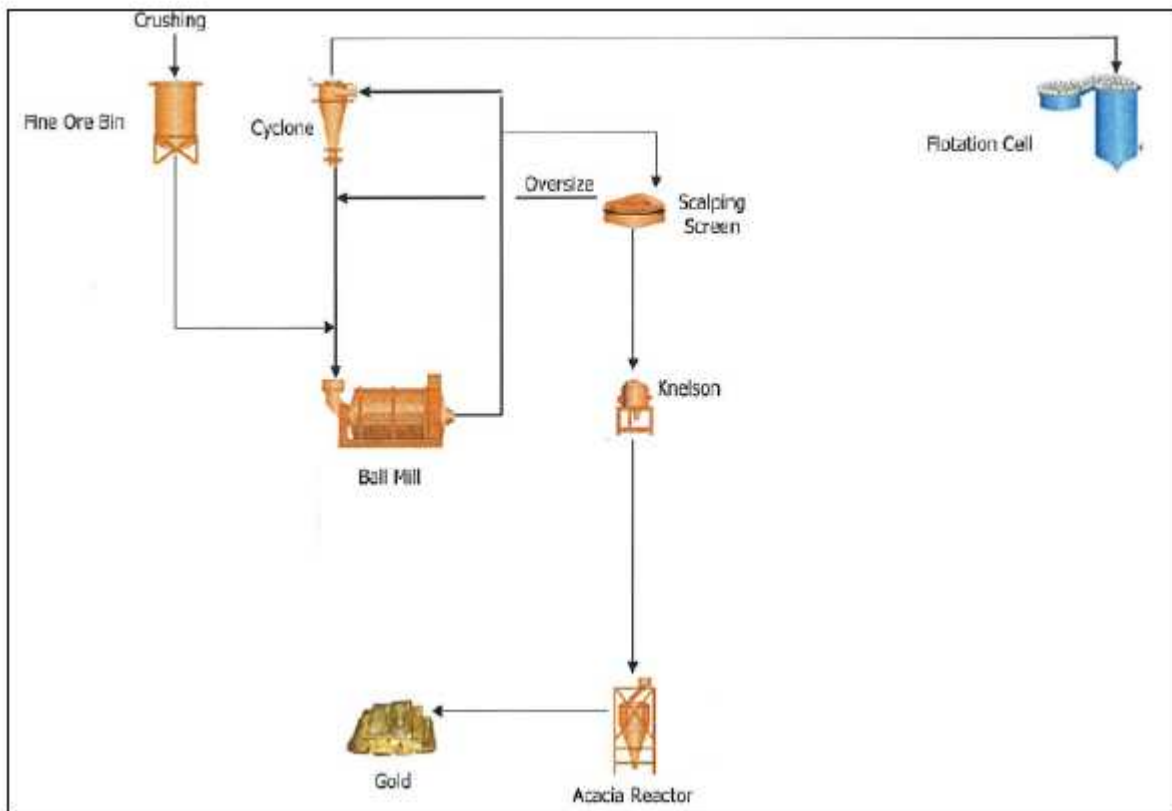 Crushing
Fine Ore Bin
Cyclone
Flotation Cell
Oversize
Scalping
Screen
Knelson
Ball Mill
Gold
Acacia Reactor